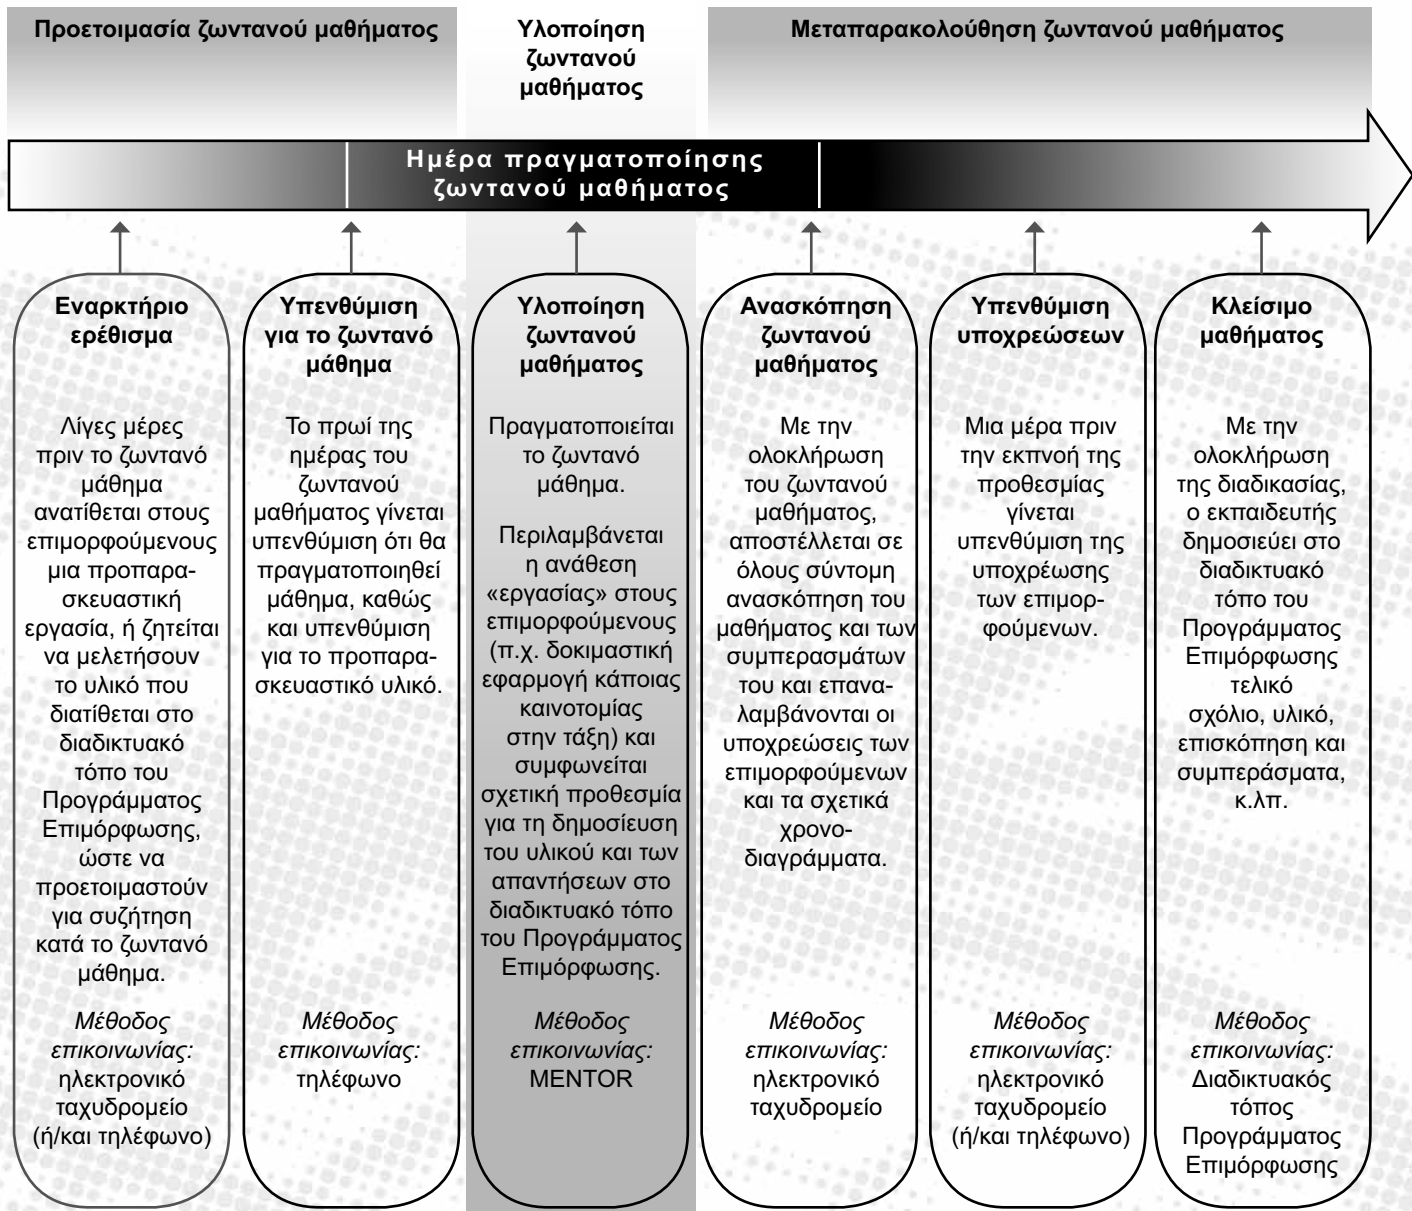 Προετοιμασία ζωντανού μαθήματος
Υλοποίηση
ζωντανού
μαθήματος
Μεταπαρακολούθηση ζωντανού μαθήματος
Ημέρα πραγματοποίησης
ζωντανού μαθήματος
Εναρκτήριο
ερέθισμα
Λίγες μέρες
πριν το ζωντανό
μάθημα
ανατίθεται στους
επιμορφούμενους
μια προπαρα-
σκευαστική
εργασία, ή ζητείται
να μελετήσουν
το υλικό που
διατίθεται στο
διαδικτυακό
τόπο του
Προγράμματος
Επιμόρφωσης,
ώστε να
προετοιμαστούν
για συζήτηση
κατά το ζωντανό
μάθημα.
Μέθοδος
επικοινωνίας:
ηλεκτρονικό
ταχυδρομείο
(ή/και τηλέφωνο)
Υπενθύμιση
για το ζωντανό
μάθημα
Το πρωί της
ημέρας του
ζωντανού
μαθήματος γίνεται
υπενθύμιση ότι θα
πραγματοποιηθεί
μάθημα, καθώς
και υπενθύμιση
για το προπαρα-
σκευαστικό υλικό.
Μέθοδος
επικοινωνίας:
τηλέφωνο
Υλοποίηση
ζωντανού
μαθήματος
Πραγματοποιείται
το ζωντανό
μάθημα.
Περιλαμβάνεται
η ανάθεση
«εργασίας» στους
επιμορφούμενους
(π.χ. δοκιμαστική
εφαρμογή κάποιας
καινοτομίας
στην τάξη) και
συμφωνείται
σχετική προθεσμία
για τη δημοσίευση
του υλικού και των
απαντήσεων στο
διαδικτυακό τόπο
του Προγράμματος
Επιμόρφωσης.
Μέθοδος
επικοινωνίας:
MENTOR
Ανασκόπηση
ζωντανού
μαθήματος
Με την
ολοκλήρωση
του ζωντανού
μαθήματος,
αποστέλλεται σε
όλους σύντομη
ανασκόπηση του
μαθήματος και των
συμπερασμάτων
του και επανα-
λαμβάνονται οι
υποχρεώσεις των
επιμορφούμενων
και τα σχετικά
χρονο-
διαγράμματα.
Μέθοδος
επικοινωνίας:
ηλεκτρονικό
ταχυδρομείο
Υπενθύμιση
υποχρεώσεων
Μια μέρα πριν
την εκπνοή της
προθεσμίας
γίνεται
υπενθύμιση της
υποχρέωσης
των επιμορ-
φούμενων.
Μέθοδος
επικοινωνίας:
ηλεκτρονικό
ταχυδρομείο
(ή/και τηλέφωνο)
Κλείσιμο
μαθήματος
Με την
ολοκλήρωση
της διαδικασίας,
ο εκπαιδευτής
δημοσιεύει στο
διαδικτυακό
τόπο του
Προγράμματος
Επιμόρφωσης
τελικό
σχόλιο, υλικό,
επισκόπηση και
συμπεράσματα,
κ.λπ.
Μέθοδος
επικοινωνίας:
Διαδικτυακός
τόπος
Προγράμματος
Επιμόρφωσης